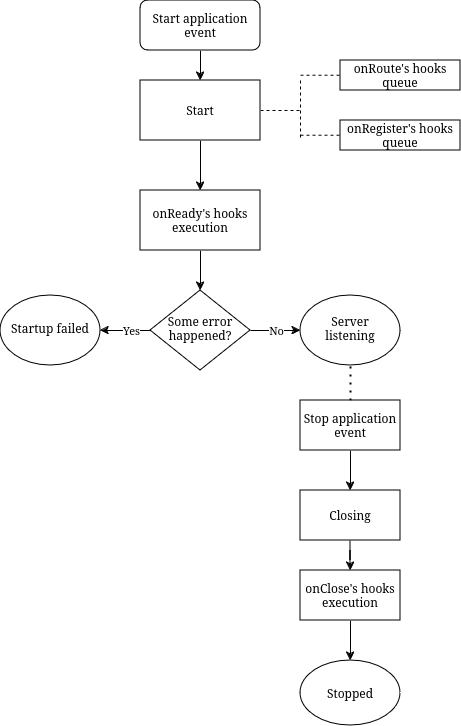 Start application
event
onRoute's hooks
queue
Start
onRegister's hooks
queue
onReady's hooks
execution
Startup failed
Yes
Some error
happened?
No
Server
listening
Stop application
event
Closing
onClose's hooks
execution
Stopped